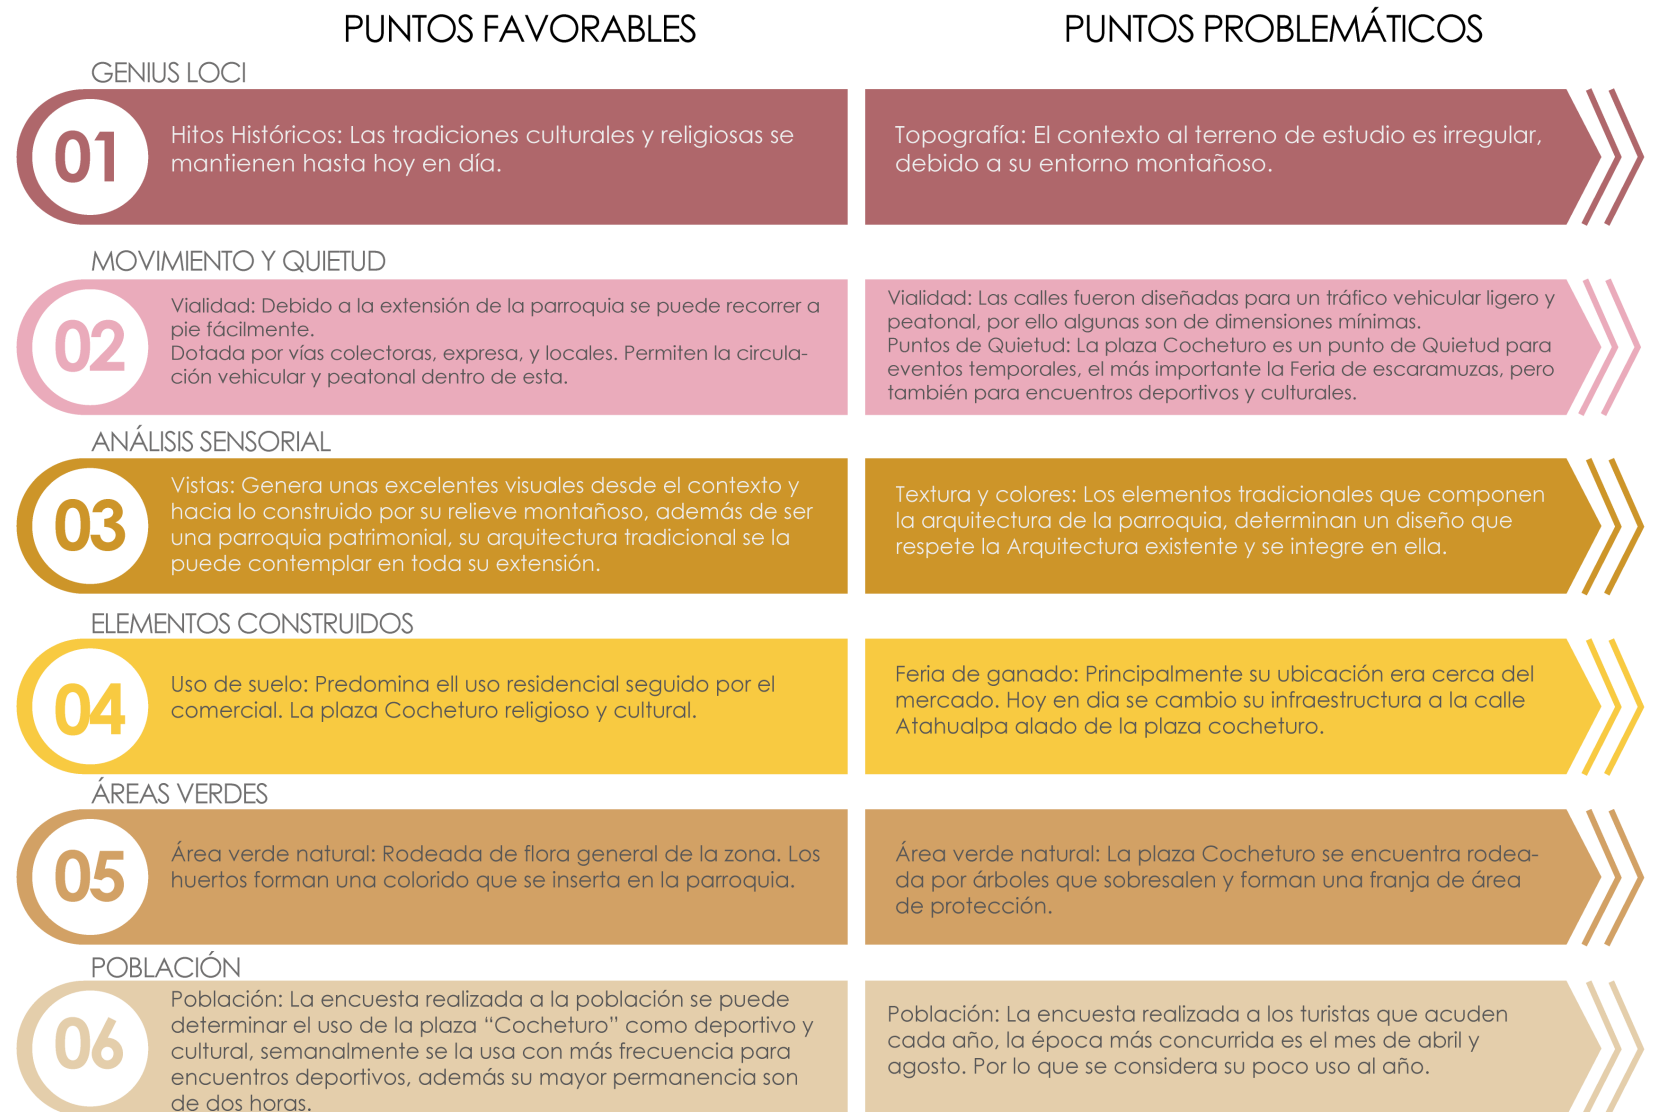 PUNTOS FAVORABLES
PUNTOS PROBLEMÁTICOS
GENIUS LOCI
01
Hitos Históricos: Las tradiciones culturales y religiosas se
mantienen hasta hoy en día.
Topografía: El contexto al terreno de estudio es irregular,
debido a su entorno montañoso.
MOVIMIENTO Y QUIETUD
02
Vialidad: Debido a la extensión de la parroquia se puede recorrer a
pie fácilmente.
Dotada por vías colectoras, expresa, y locales. Permiten la circula-
ción vehicular y peatonal dentro de esta.
Vialidad: Las calles fueron diseñadas para un tráfico vehicular ligero y
peatonal, por ello algunas son de dimensiones mínimas.
Puntos de Quietud: La plaza Cocheturo es un punto de Quietud para
eventos temporales, el más importante la Feria de escaramuzas, pero
también para encuentros deportivos y culturales.
ANÁLISIS SENSORIAL
03
Vistas: Genera unas excelentes visuales desde el contexto y
hacia lo construido por su relieve montañoso, además de ser
una parroquia patrimonial, su arquitectura tradicional se la
puede contemplar en toda su extensión.
Textura y colores: Los elementos tradicionales que componen
la arquitectura de la parroquia, determinan un diseño que
respete la Arquitectura existente y se integre en ella.
ELEMENTOS CONSTRUIDOS
04
Uso de suelo: Predomina ell uso residencial seguido por el
comercial. La plaza Cocheturo religioso y cultural.
Feria de ganado: Principalmente su ubicación era cerca del
mercado. Hoy en dia se cambio su infraestructura a la calle
Atahualpa alado de la plaza cocheturo.
ÁREAS VERDES
05
Área verde natural: Rodeada de flora general de la zona. Los
huertos forman una colorido que se inserta en la parroquia.
Área verde natural: La plaza Cocheturo se encuentra rodea-
da por árboles que sobresalen y forman una franja de área
de protección.
POBLACIÓN
06
Población: La encuesta realizada a la población se puede
determinar el uso de la plaza “Cocheturo” como deportivo y
cultural, semanalmente se la usa con más frecuencia para
encuentros deportivos, además su mayor permanencia son
de dos horas.
Población: La encuesta realizada a los turistas que acuden
cada año, la época más concurrida es el mes de abril y
agosto. Por lo que se considera su poco uso al año.